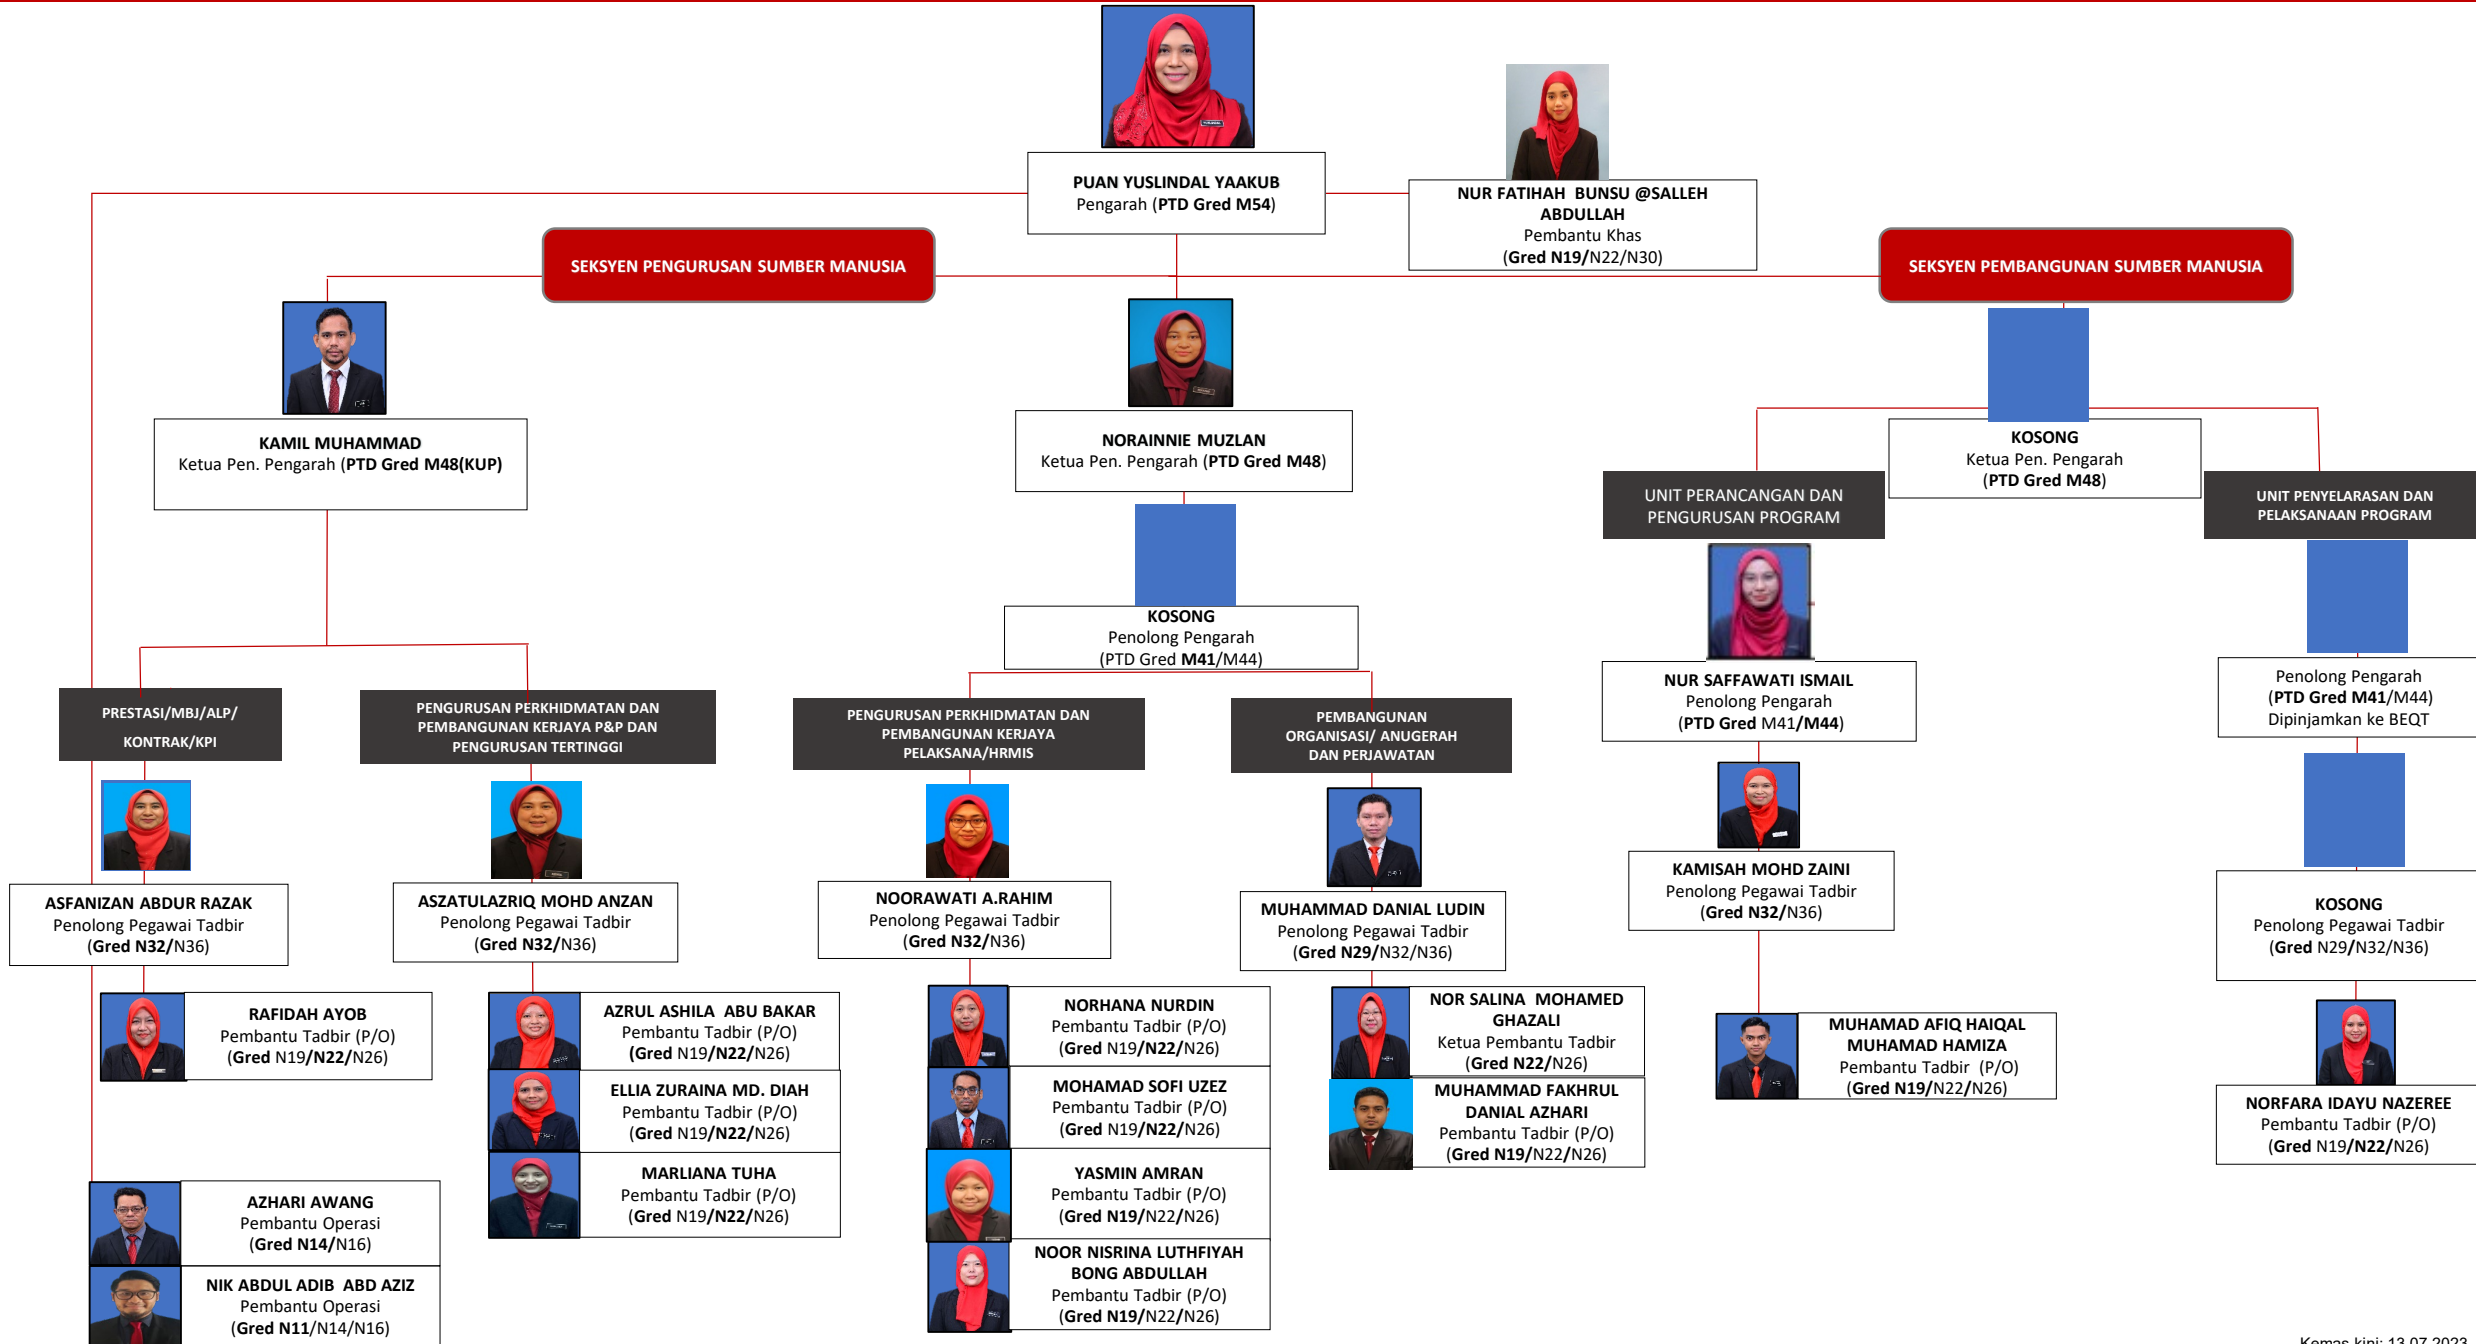 PUAN YUSLINDAL YAAKUB
Pengarah (PTD Gred M54)
NUR FATIHAH BUNSU @SALLEH
ABDULLAH
Pembantu Khas
(Gred N19/N22/N30)
SEKSYEN PENGURUSAN SUMBER MANUSIA
SEKSYEN PEMBANGUNAN SUMBER MANUSIA
KAMIL MUHAMMAD
Ketua Pen. Pengarah (PTD Gred M48(KUP)
NORAINNIE MUZLAN
Ketua Pen. Pengarah (PTD Gred M48)
KOSONG
Ketua Pen. Pengarah
(PTD Gred M48)
KOSONG
Penolong Pengarah
(PTD Gred M41/M44)
UNIT PERANCANGAN DAN
PENGURUSAN PROGRAM
UNIT PENYELARASAN DAN
PELAKSANAAN PROGRAM
NUR SAFFAWATI ISMAIL
Penolong Pengarah
(PTD Gred M41/M44)
Penolong Pengarah
(PTD Gred M41/M44)
Dipinjamkan ke BEQT
PRESTASI/MBJ/ALP/
KONTRAK/KPI
PENGURUSAN PERKHIDMATAN DAN
PEMBANGUNAN KERJAYA P&P DAN
PENGURUSAN TERTINGGI
PENGURUSAN PERKHIDMATAN DAN
PEMBANGUNAN KERJAYA
PELAKSANA/HRMIS
PEMBANGUNAN
ORGANISASI/ ANUGERAH
DAN PERJAWATAN
ASFANIZAN ABDUR RAZAK
Penolong Pegawai Tadbir
(Gred N32/N36)
ASZATULAZRIQ MOHD ANZAN
Penolong Pegawai Tadbir
(Gred N32/N36)
NOORAWATI A.RAHIM
Penolong Pegawai Tadbir
(Gred N32/N36)
MUHAMMAD DANIAL LUDIN
Penolong Pegawai Tadbir
(Gred N29/N32/N36)
KAMISAH MOHD ZAINI
Penolong Pegawai Tadbir
(Gred N32/N36)
KOSONG
Penolong Pegawai Tadbir
(Gred N29/N32/N36)
RAFIDAH AYOB
Pembantu Tadbir (P/O)
(Gred N19/N22/N26)
AZRUL ASHILA ABU BAKAR
Pembantu Tadbir (P/O)
(Gred N19/N22/N26)
ELLIA ZURAINA MD. DIAH
Pembantu Tadbir (P/O)
(Gred N19/N22/N26)
MARLIANA TUHA
Pembantu Tadbir (P/O)
(Gred N19/N22/N26)
NORHANA NURDIN
Pembantu Tadbir (P/O)
(Gred N19/N22/N26)
MOHAMAD SOFI UZEZ
Pembantu Tadbir (P/O)
(Gred N19/N22/N26)
YASMIN AMRAN
Pembantu Tadbir (P/O)
(Gred N19/N22/N26)
NOOR NISRINA LUTHFIYAH
BONG ABDULLAH
Pembantu Tadbir (P/O)
(Gred N19/N22/N26)
NOR SALINA MOHAMED
GHAZALI
Ketua Pembantu Tadbir
(Gred N22/N26)
MUHAMMAD FAKHRUL
DANIAL AZHARI
Pembantu Tadbir (P/O)
(Gred N19/N22/N26)
MUHAMAD AFIQ HAIQAL
MUHAMAD HAMIZA
Pembantu Tadbir (P/O)
(Gred N19/N22/N26)
NORFARA IDAYU NAZEREE
Pembantu Tadbir (P/O)
(Gred N19/N22/N26)
AZHARI AWANG
Pembantu Operasi
(Gred N14/N16)
NIK ABDUL ADIB ABD AZIZ
Pembantu Operasi
(Gred N11/N14/N16)
Kemas kini: 13.07.2023